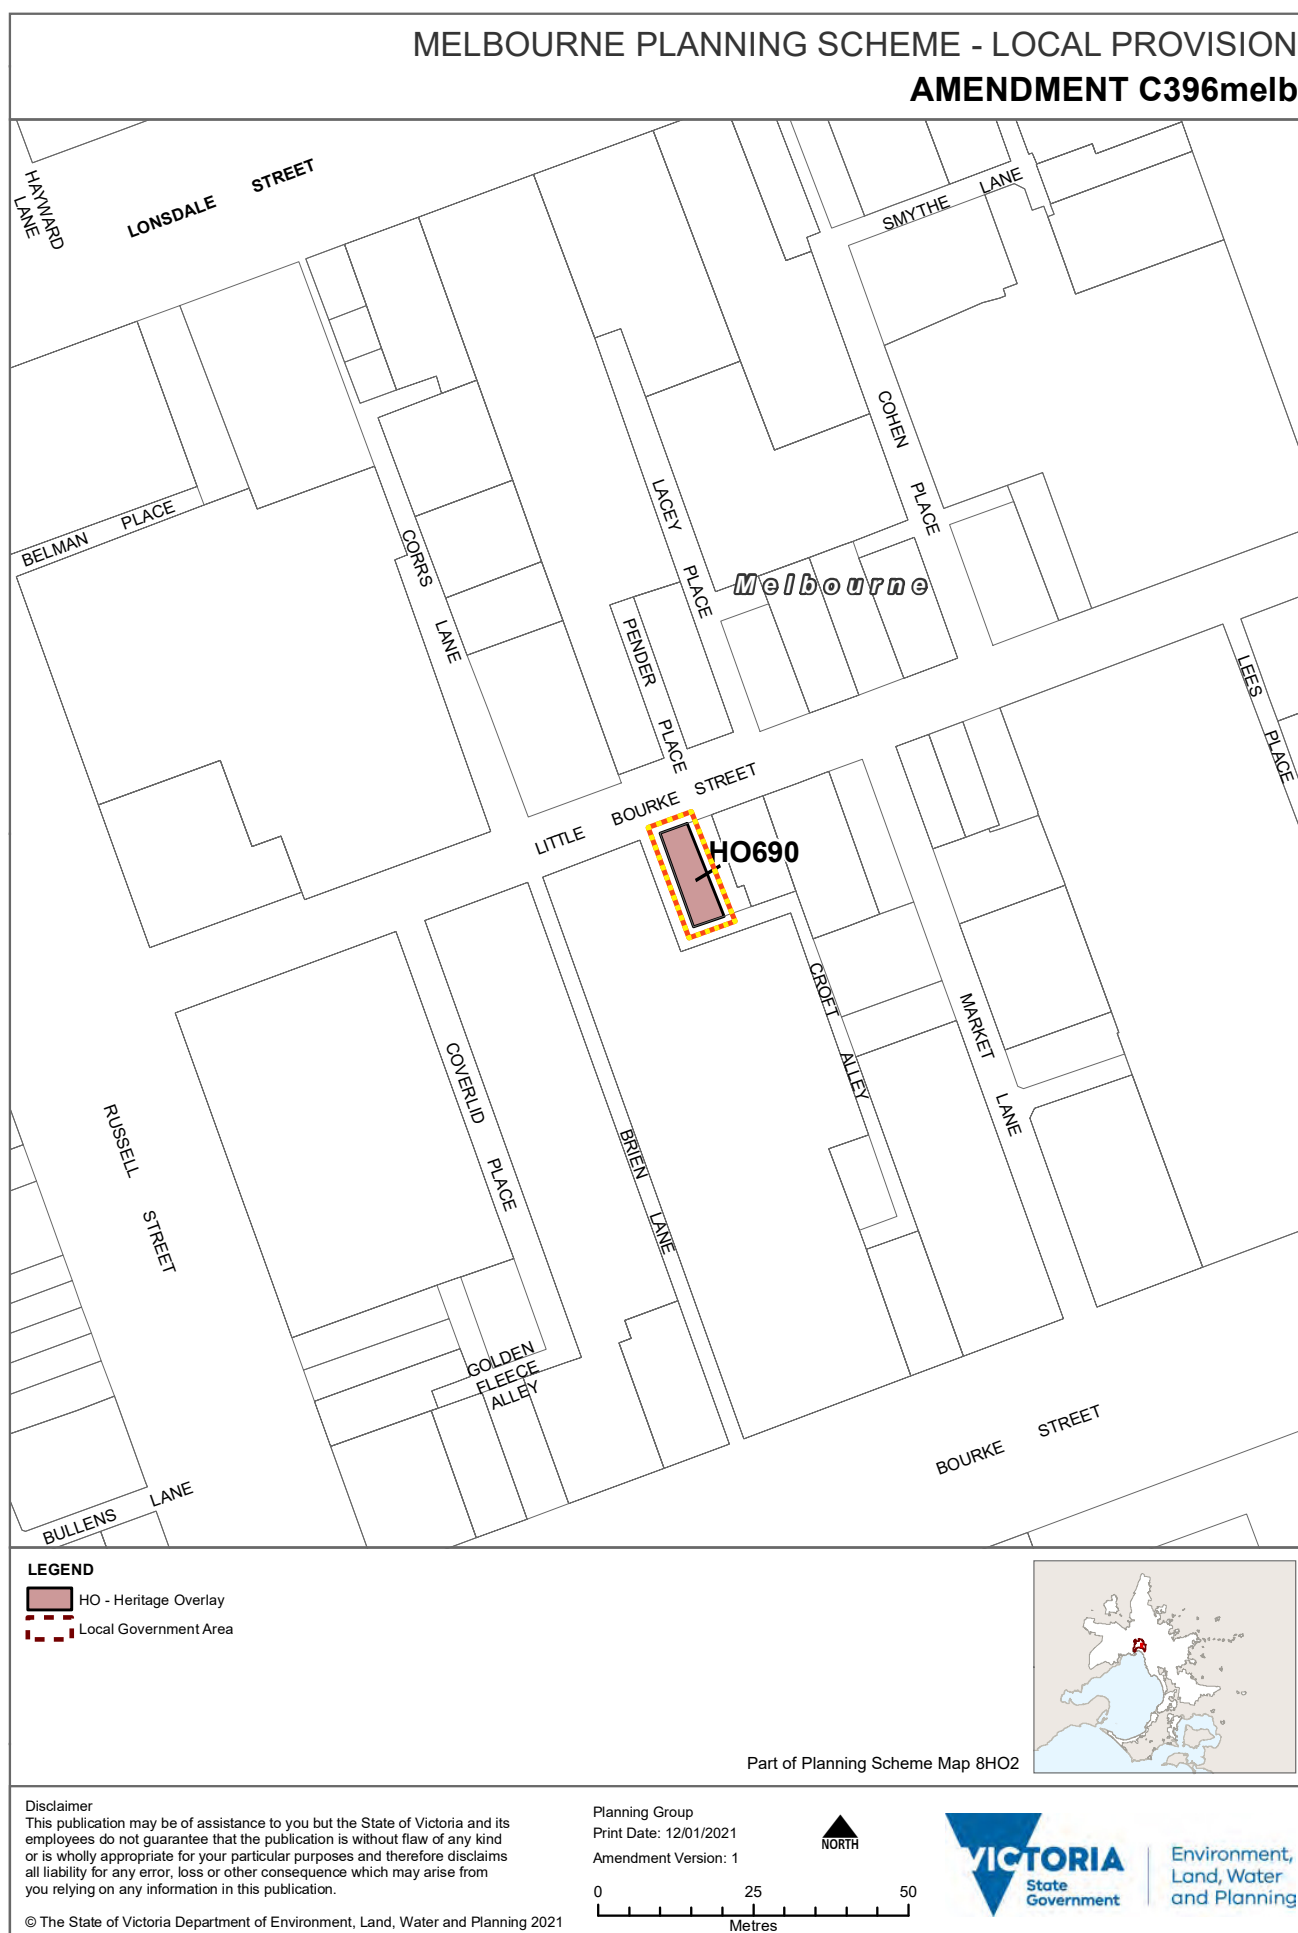 MELBOURNE PLANNING SCHEME - LOCAL PROVISION
AMENDMENT C396melb
HAYWARD
LANE
LONSDALE STREET
SMYTHE LANE
COHEN PLACE
BELMAN PLACE
CORRS LANE
LACEY PLACE
Melbourne
PENDER PLACE
LEES PLACE
LITTLE BOURKE STREET
HO690
CROFT ALLEY
MARKET LANE
COVERLID PLACE
RUSSELL STREET
BRIEN LANE
GOLDEN
FLEECE
ALLEY
BOURKE STREET
BULLENS LANE
LEGEND
HO - Heritage Overlay
Local Government Area
Part of Planning Scheme Map 8HO2
Disclaimer
This publication may be of assistance to you but the State of Victoria and its
employees do not guarantee that the publication is without flaw of any kind
or is wholly appropriate for your particular purposes and therefore disclaims
all liability for any error, loss or other consequence which may arise from
you relying on any information in this publication.
© The State of Victoria Department of Environment, Land, Water and Planning 2021
Planning Group
Print Date: 12/01/2021
Amendment Version: 1
0 25 50
Metres
NORTH
VICTORIA
State
Government
Environment,
Land, Water
and Planning